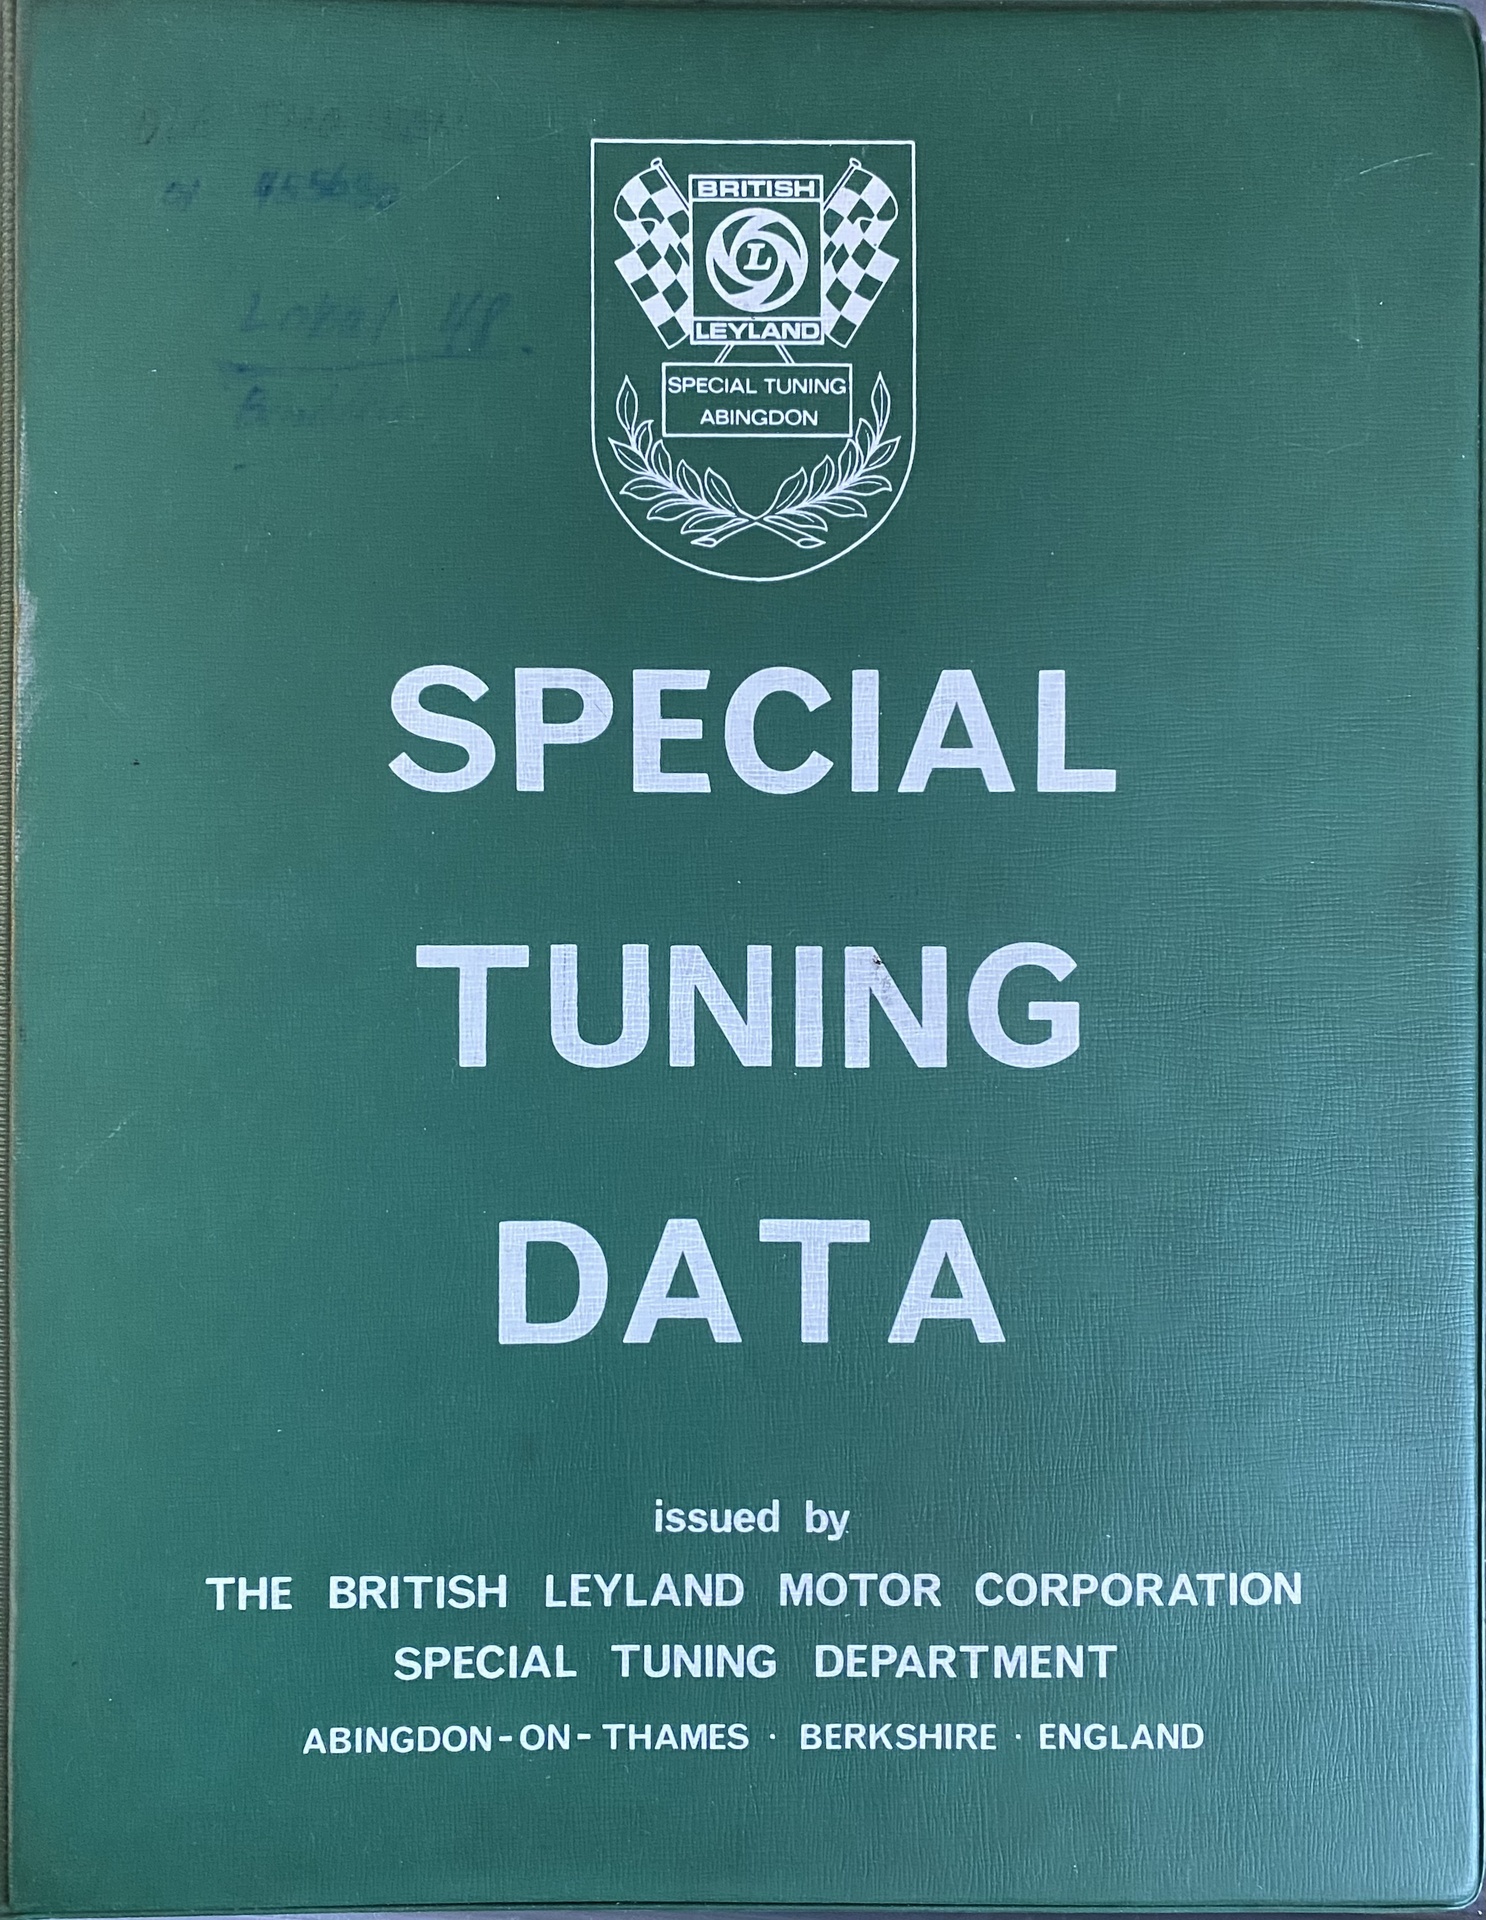 BRITISH
L
LEYLAND
SPECIAL TUNING
ABINGDON
SPECIAL
TUNING
DATA
issued by
THE BRITISH LEYLAND MOTOR CORPORATION
SPECIAL TUNING DEPARTMENT
ABINGDON-ON-THAMES · BERKSHIRE · ENGLAND